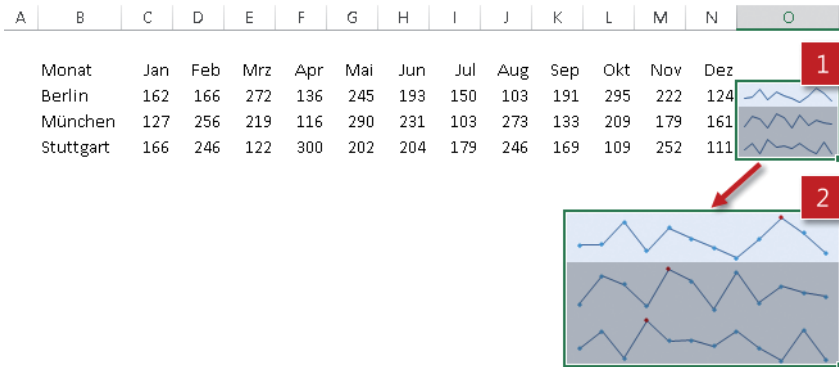 A B C D E F G H I J K L M N O
1
Monat Jan Feb Mrz Apr Mai Jun Jul Aug Sep Okt Nov Dez
Berlin 162 166 272 136 245 193 150 103 191 295 222 124
München 127 256 219 116 290 231 103 273 133 209 179 161
Stuttgart 166 246 122 300 202 204 179 246 169 109 252 111
2